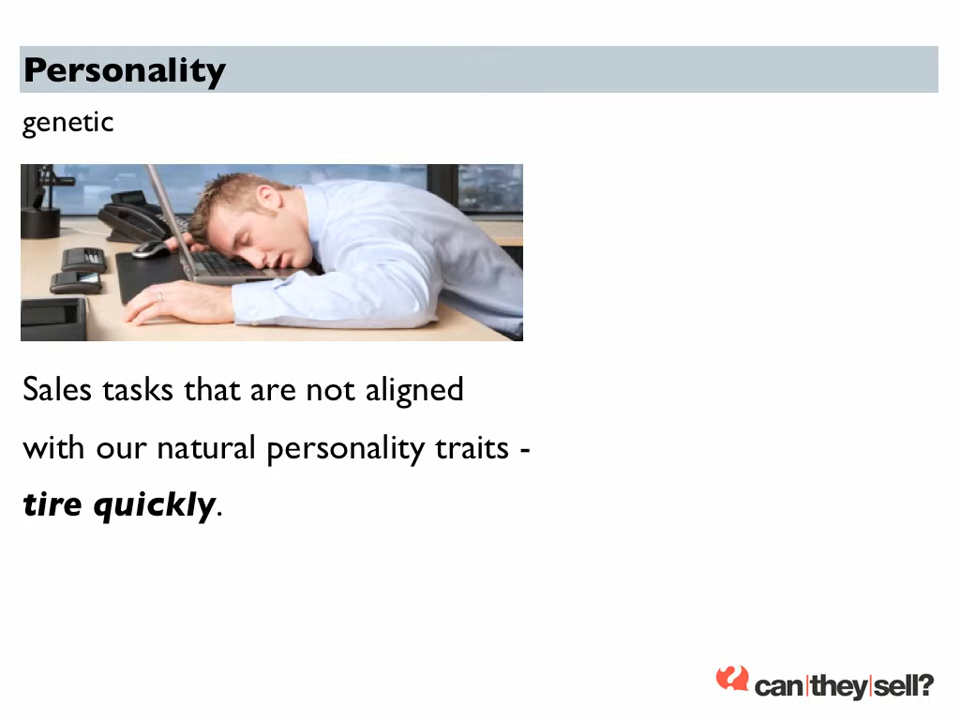 Personality
genetic
Sales tasks that are not aligned
with our natural personality traits -
tire quickly.
can|they|sell?